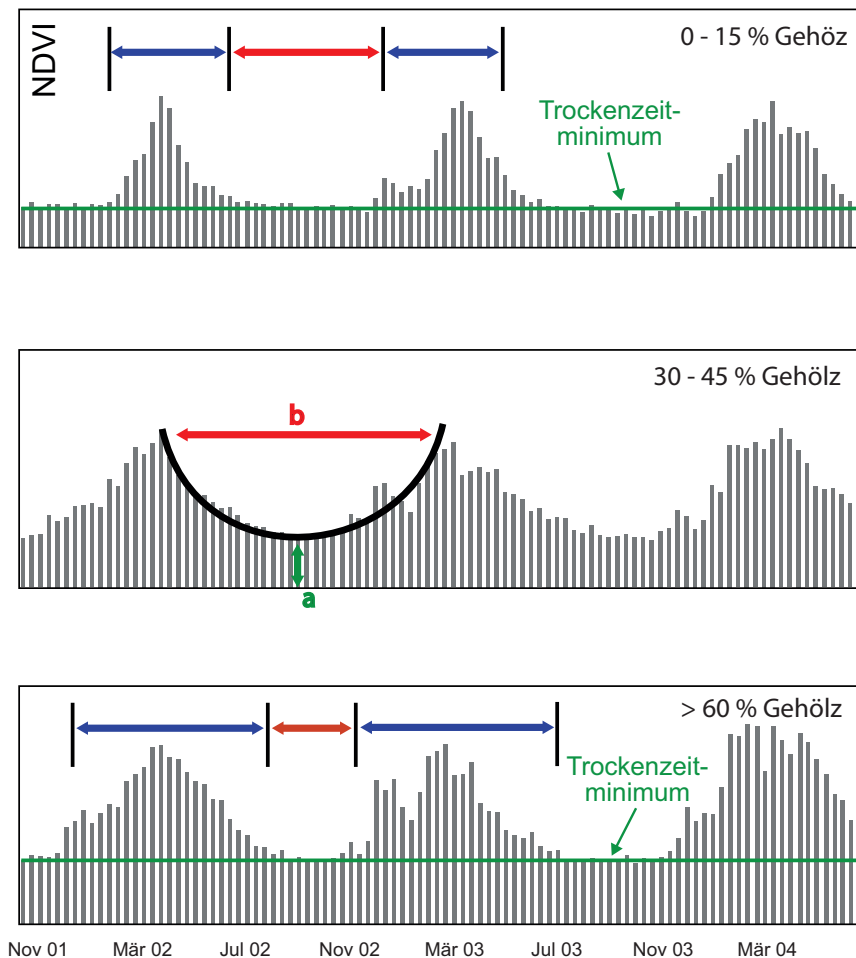 NDVI
0 - 15 % Gehöz
Trockenzeit-
minimum
30 - 45 % Gehölz
b
a
> 60 % Gehölz
Trockenzeit-
minimum
Nov 01 Mär 02 Jul 02 Nov 02 Mär 03 Jul 03 Nov 03 Mär 04